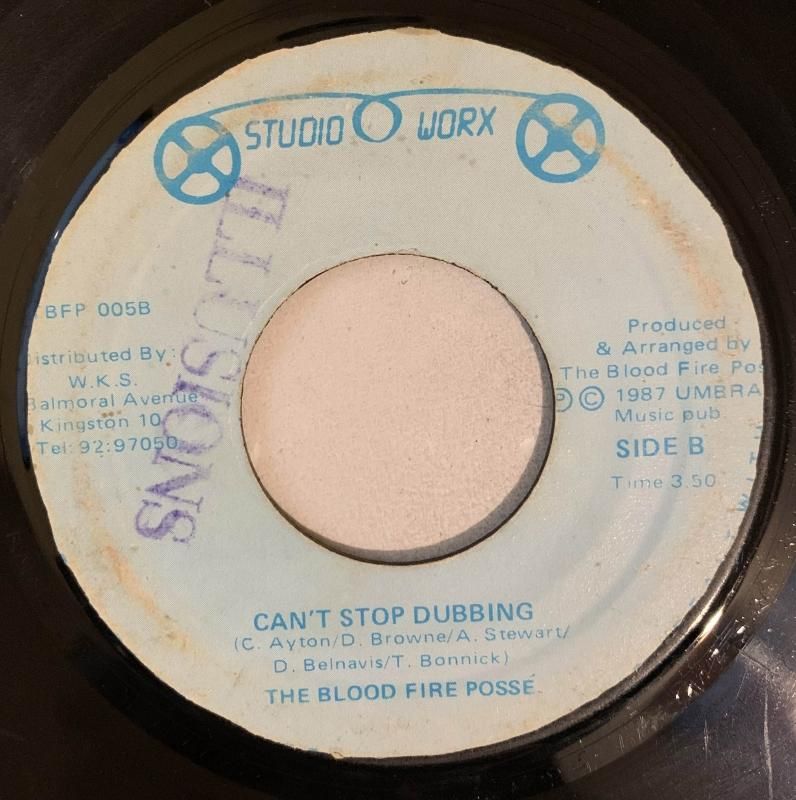 STUDIO WORX
ILLUSIONS
BFP 005B
istributed By:
W.K.S.
Balmoral Avenue
Kingston 10
Tel: 92:97050
Produced
& Arranged by
The Blood Fire Pos
℗ © 1987 UMBRA
Music pub.
SIDE B
Time 3.50
CAN'T STOP DUBBING
(C. Ayton/D. Browne/A. Stewart/
D. Belnavis/T. Bonnick)
THE BLOOD FIRE POSSE